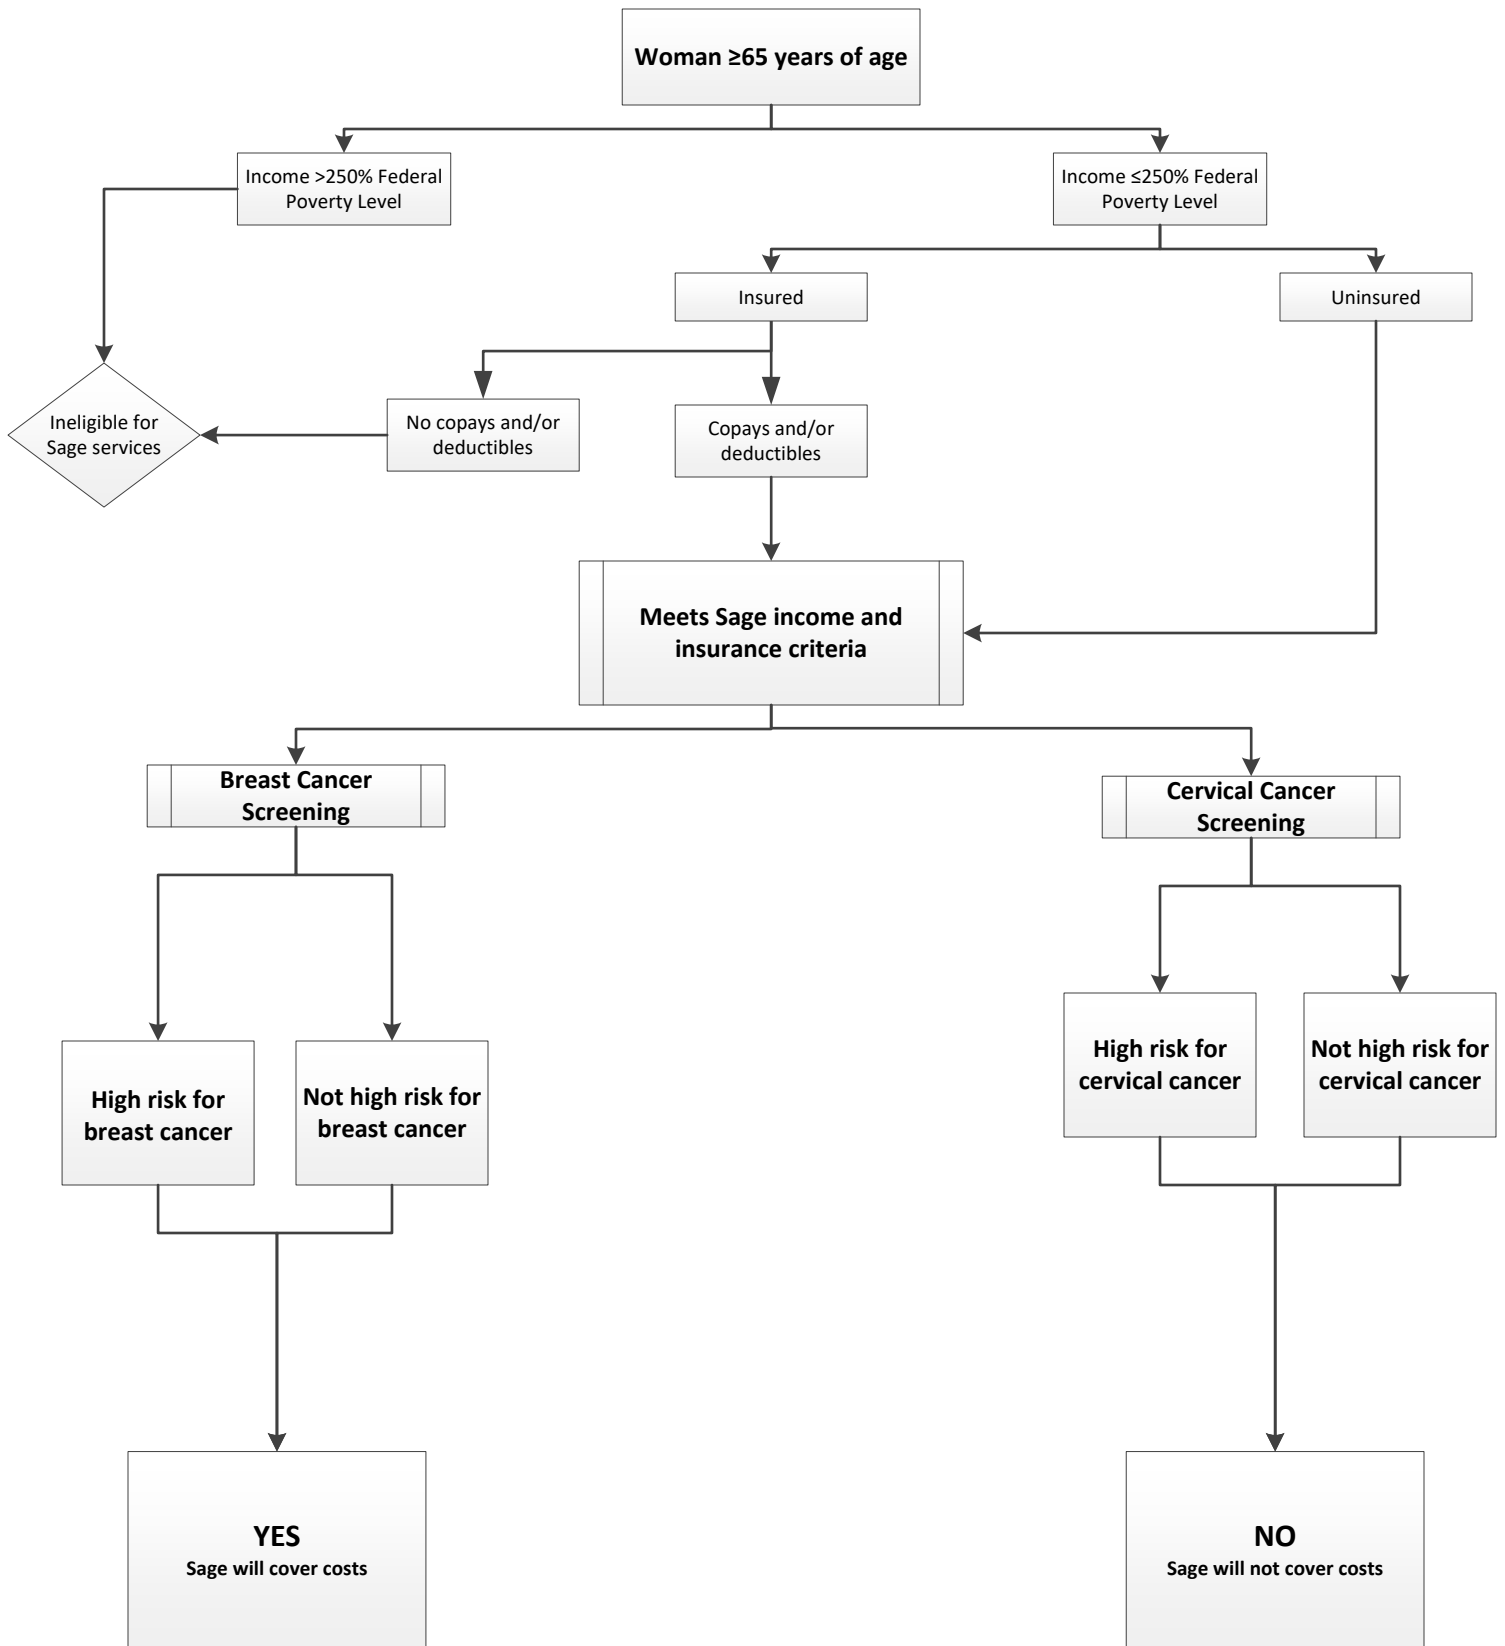 Woman ≥65 years of age
Income >250% Federal
Poverty Level
Income ≤250% Federal
Poverty Level
Insured
Uninsured
Ineligible for
Sage services
No copays and/or
deductibles
Copays and/or
deductibles
Meets Sage income and
insurance criteria
Breast Cancer
Screening
Cervical Cancer
Screening
High risk for
breast cancer
Not high risk for
breast cancer
High risk for
cervical cancer
Not high risk for
cervical cancer
YES
Sage will cover costs
NO
Sage will not cover costs